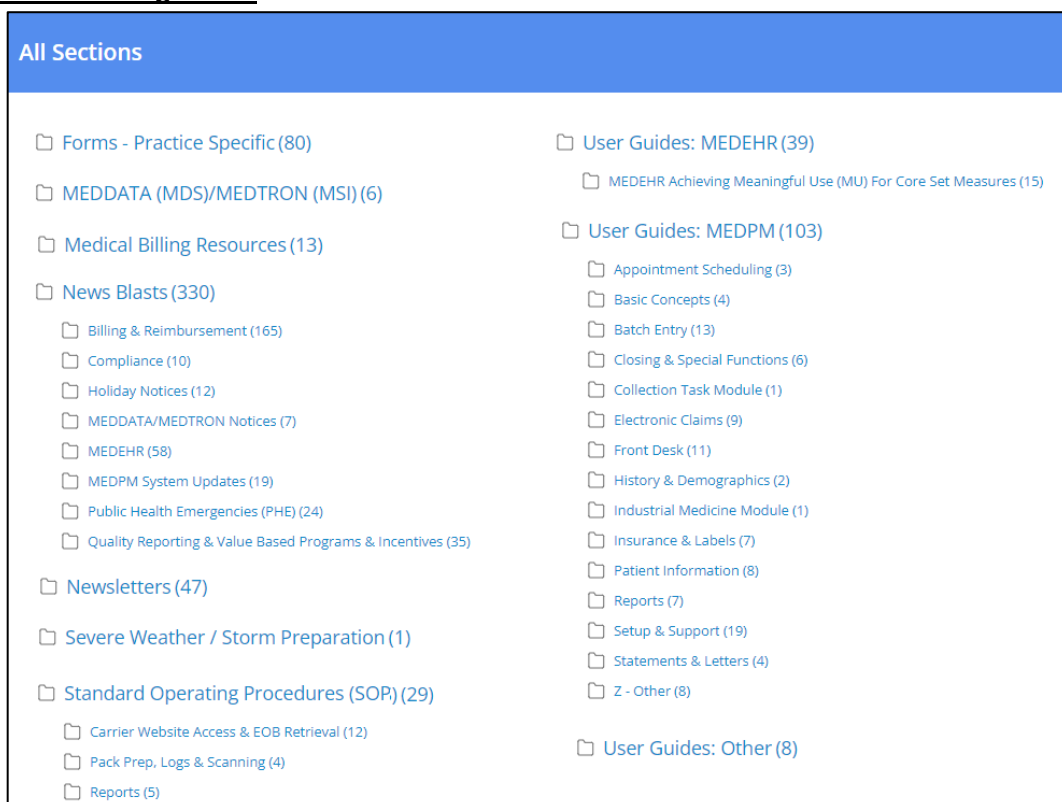 All Sections
Forms - Practice Specific (80)
MEDDATA (MDS)/MEDTRON (MSI) (6)
Medical Billing Resources (13)
News Blasts (330)
Billing & Reimbursement (165)
Compliance (10)
Holiday Notices (12)
MEDDATA/MEDTRON Notices (7)
MEDEHR (58)
MEDPM System Updates (19)
Public Health Emergencies (PHE) (24)
Quality Reporting & Value Based Programs & Incentives (35)
Newsletters (47)
Severe Weather / Storm Preparation (1)
Standard Operating Procedures (SOP) (29)
Carrier Website Access & EOB Retrieval (12)
Pack Prep, Logs & Scanning (4)
Reports (5)
User Guides: MEDEHR (39)
MEDEHR Achieving Meaningful Use (MU) For Core Set Measures (15)
User Guides: MEDPM (103)
Appointment Scheduling (3)
Basic Concepts (4)
Batch Entry (13)
Closing & Special Functions (6)
Collection Task Module (1)
Electronic Claims (9)
Front Desk (11)
History & Demographics (2)
Industrial Medicine Module (1)
Insurance & Labels (7)
Patient Information (8)
Reports (7)
Setup & Support (19)
Statements & Letters (4)
Z - Other (8)
User Guides: Other (8)